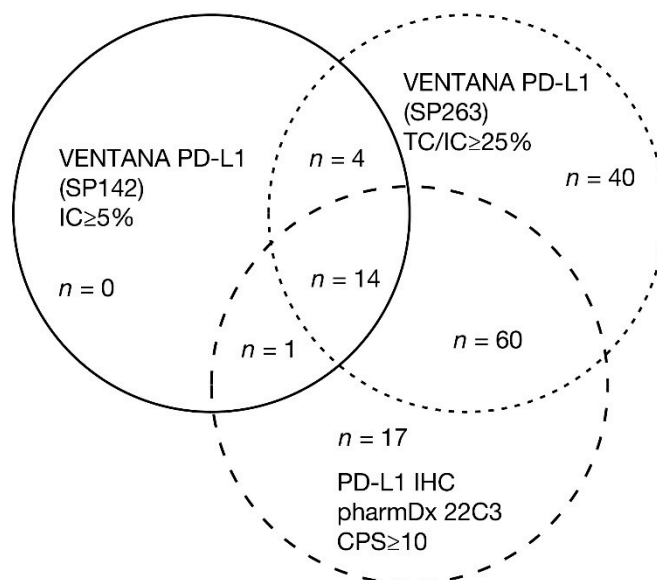 VENTANA PD-L1
(SP263)
TC/IC≥25%
n = 40
VENTANA PD-L1
(SP142)
IC≥5%
n = 4
n = 0
n = 14
n = 1
n = 60
n = 17
PD-L1 IHC
pharmDx 22C3
CPS≥10